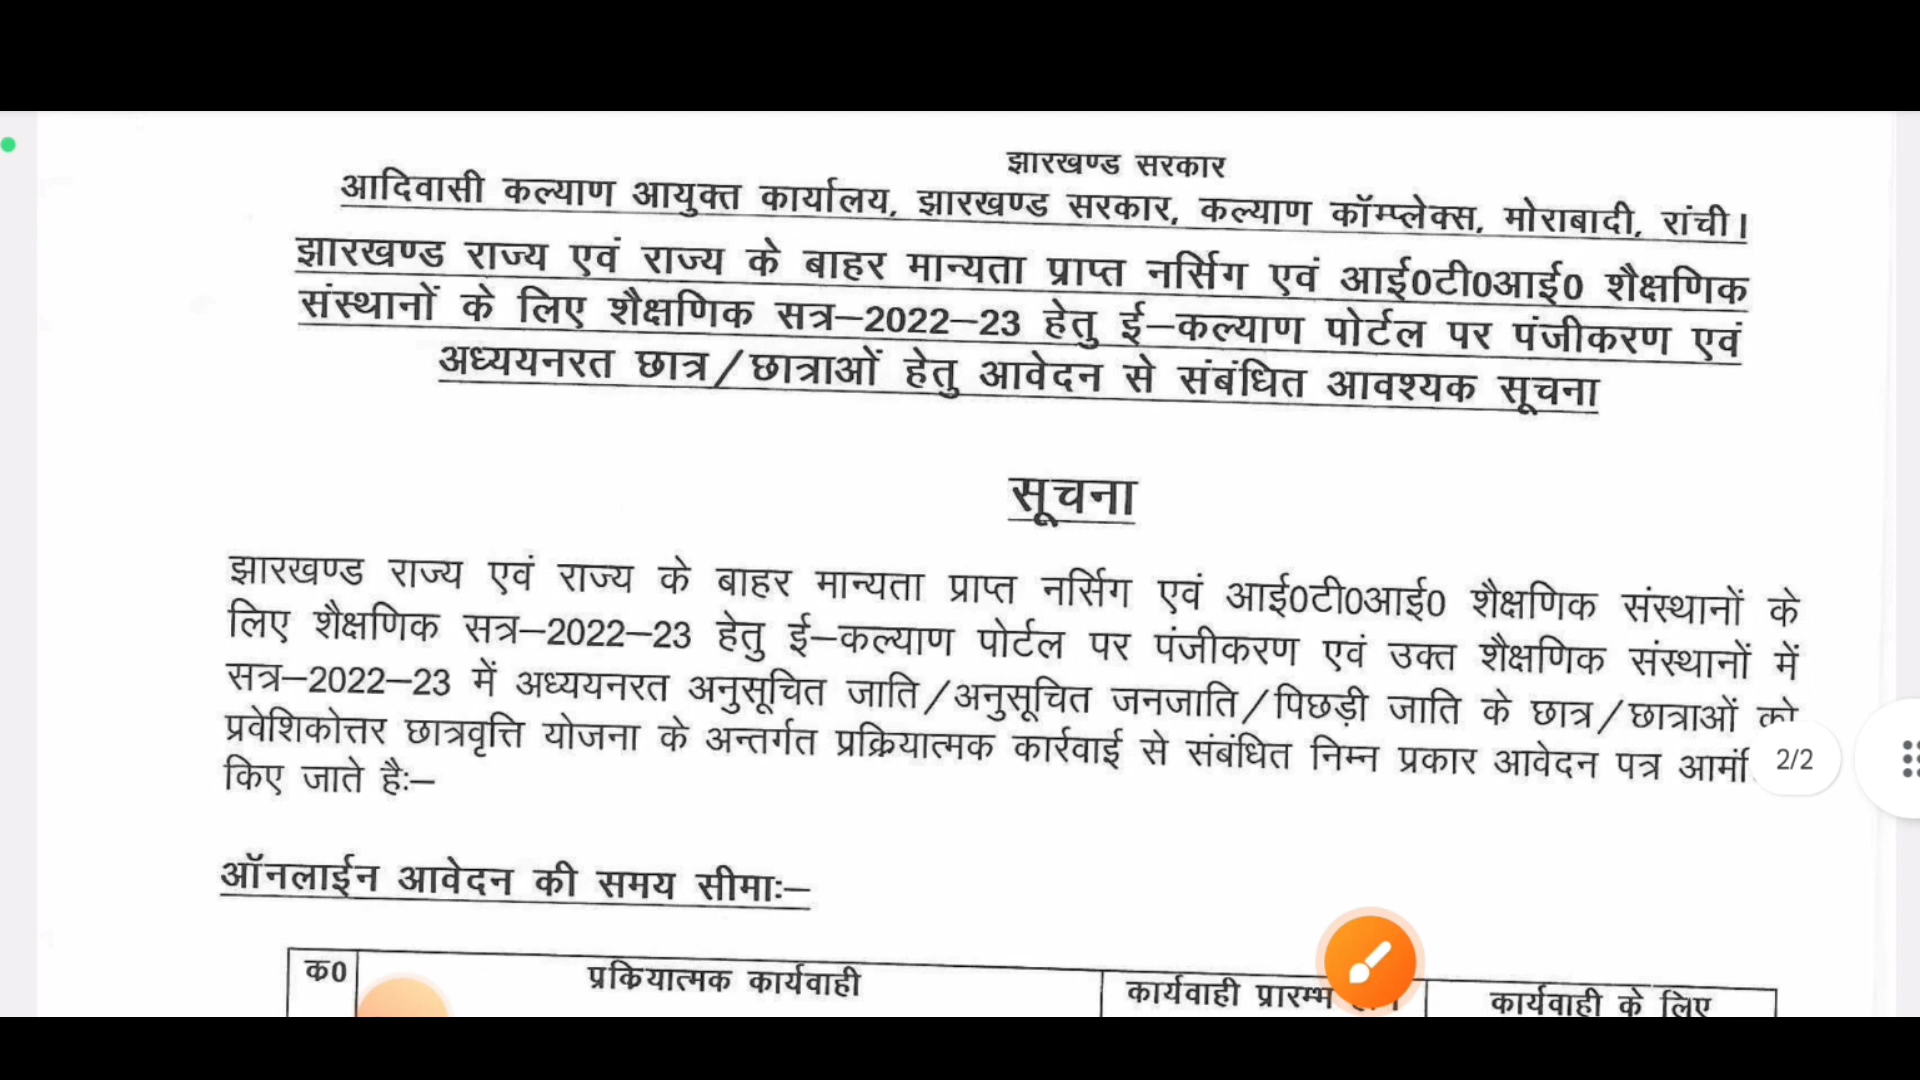 झारखण्ड सरकार
आदिवासी कल्याण आयुक्त कार्यालय, झारखण्ड सरकार, कल्याण कॉम्प्लेक्स, मोराबादी, रांची।
झारखण्ड राज्य एवं राज्य के बाहर मान्यता प्राप्त नर्सिग एवं आई0टी0आई0 शैक्षणिक
संस्थानों के लिए शैक्षणिक सत्र–2022–23 हेतु ई–कल्याण पोर्टल पर पंजीकरण एवं
अध्ययनरत छात्र/छात्राओं हेतु आवेदन से संबंधित आवश्यक सूचना
सूचना
झारखण्ड राज्य एवं राज्य के बाहर मान्यता प्राप्त नर्सिग एवं आई0टी0आई0 शैक्षणिक संस्थानों के
लिए शैक्षणिक सत्र–2022–23 हेतु ई–कल्याण पोर्टल पर पंजीकरण एवं उक्त शैक्षणिक संस्थानों में
सत्र–2022–23 में अध्ययनरत अनुसूचित जाति/अनुसूचित जनजाति/पिछड़ी जाति के छात्र/छात्राओं को
प्रवेशिकोत्तर छात्रवृत्ति योजना के अन्तर्गत प्रक्रियात्मक कार्रवाई से संबंधित निम्न प्रकार आवेदन पत्र
किए जाते हैः–
2/2
ऑनलाईन आवेदन की समय सीमाः–
क0 प्रकियात्मक कार्यवाही कार्यवाही प्रारम्भ कार्यवाही के लिए